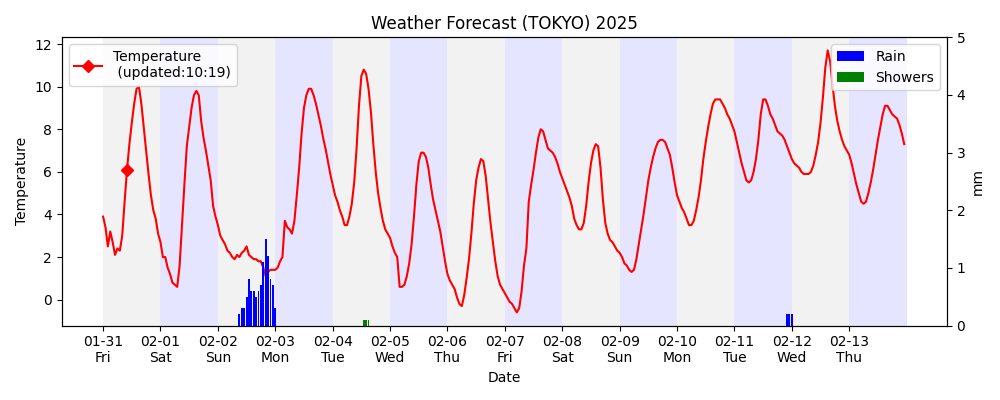 Weather Forecast (TOKYO) 2025
Temperature
(updated:10:19)
Rain
Showers
12
10
8
6
4
2
0
Temperature
5
4
3
2
1
0
mm
01-31 02-01 02-02 02-03 02-04 02-05 02-06 02-07 02-08 02-09 02-10 02-11 02-12 02-13
Fri Sat Sun Mon Tue Wed Thu Fri Sat Sun Mon Tue Wed Thu
Date